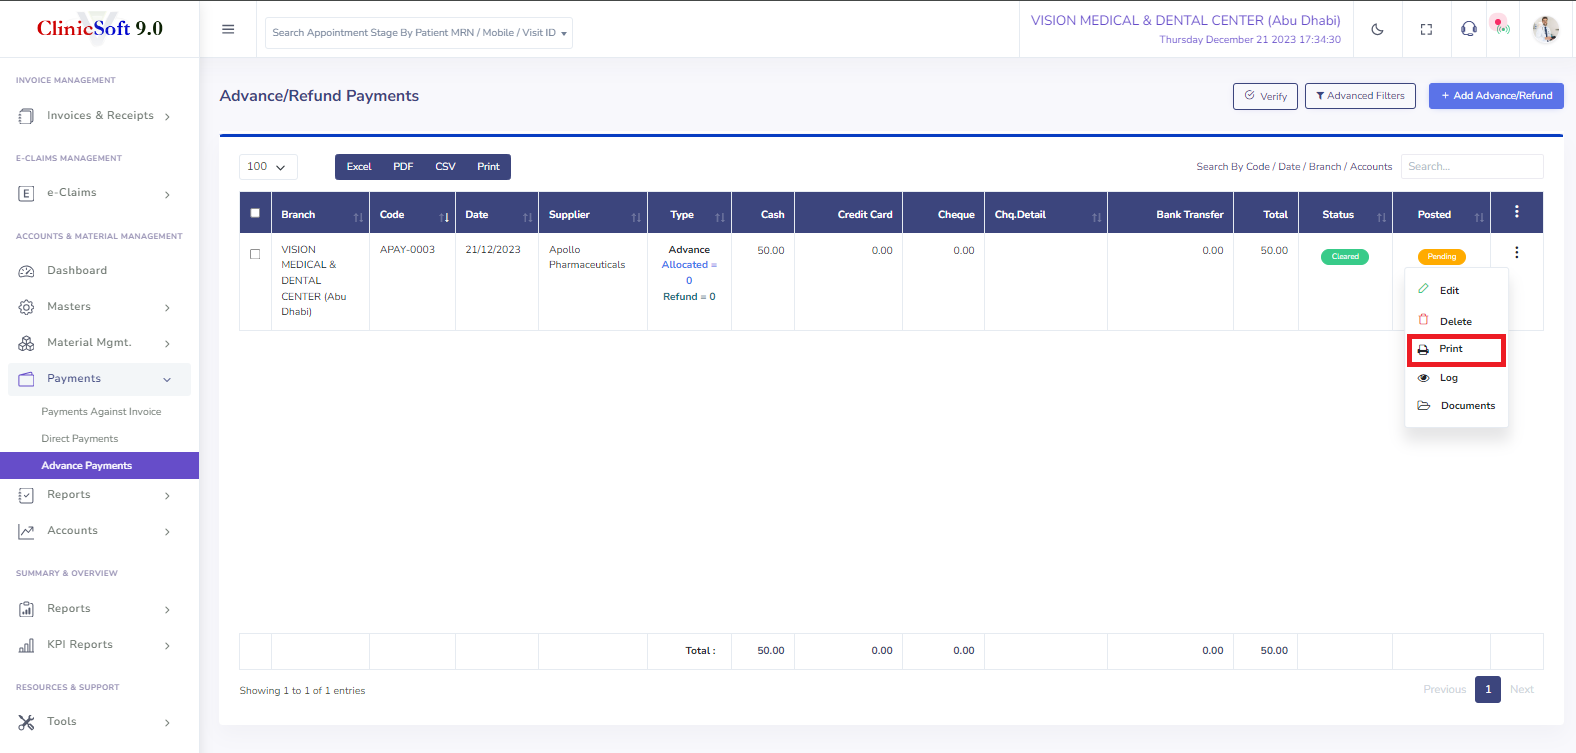 ClinicSoft 9.0
Search Appointment Stage By Patient MRN / Mobile / Visit ID
VISION MEDICAL & DENTAL CENTER (Abu Dhabi)
Thursday December 21 2023 17:34:30
INVOICE MANAGEMENT
Invoices & Receipts
E-CLAIMS MANAGEMENT
e-Claims
ACCOUNTS & MATERIAL MANAGEMENT
Dashboard
Masters
Material Mgmt.
Payments
Payments Against Invoice
Direct Payments
Advance Payments
Reports
Accounts
SUMMARY & OVERVIEW
Reports
KPI Reports
RESOURCES & SUPPORT
Tools
Advance/Refund Payments
Verify
Advanced Filters
+ Add Advance/Refund
100
Excel PDF CSV Print
Search By Code / Date / Branch / Accounts
Search...
Branch Code Date Supplier Type Cash Credit Card Cheque Chq.Detail Bank Transfer Total Status Posted
VISION MEDICAL & DENTAL CENTER (Abu Dhabi)
APAY-0003
21/12/2023
Apollo Pharmaceuticals
Advance
Allocated = 0
Refund = 0
50.00 0.00 0.00 0.00 50.00
Cleared
Pending
Edit
Delete
Print
Log
Documents
Total : 50.00 0.00 0.00 0.00 50.00
Showing 1 to 1 of 1 entries
Previous 1 Next